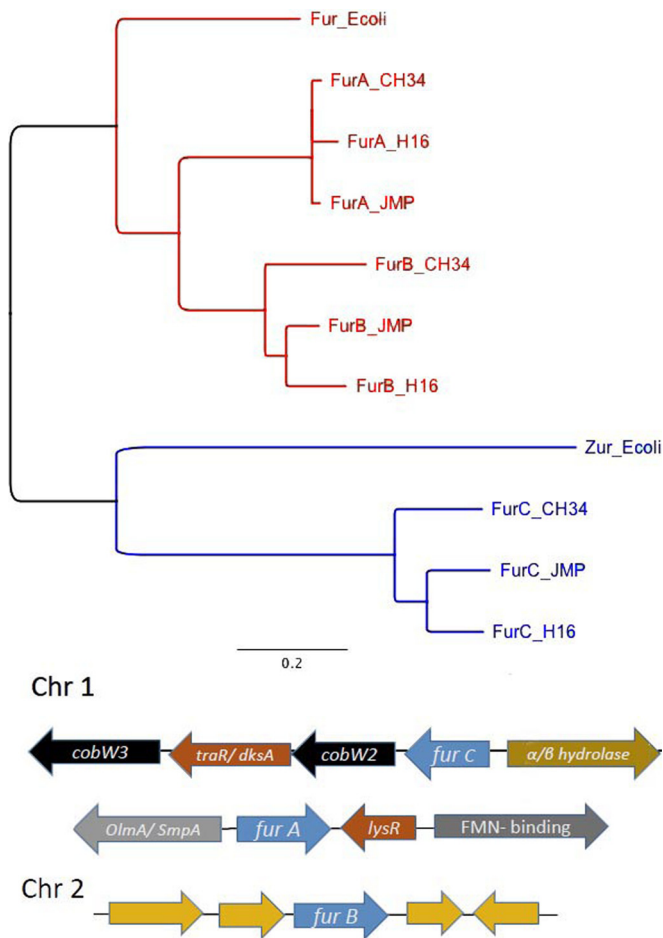 Fur_Ecoli
FurA_CH34
FurA_H16
FurA_JMP
FurB_CH34
FurB_JMP
FurB_H16
Zur_Ecoli
FurC_CH34
FurC_JMP
FurC_H16
0.2
Chr 1
cobW3 traR/ dksA cobW2 fur C α/β hydrolase
OlmA/ SmpA fur A lysR FMN- binding
Chr 2
fur B